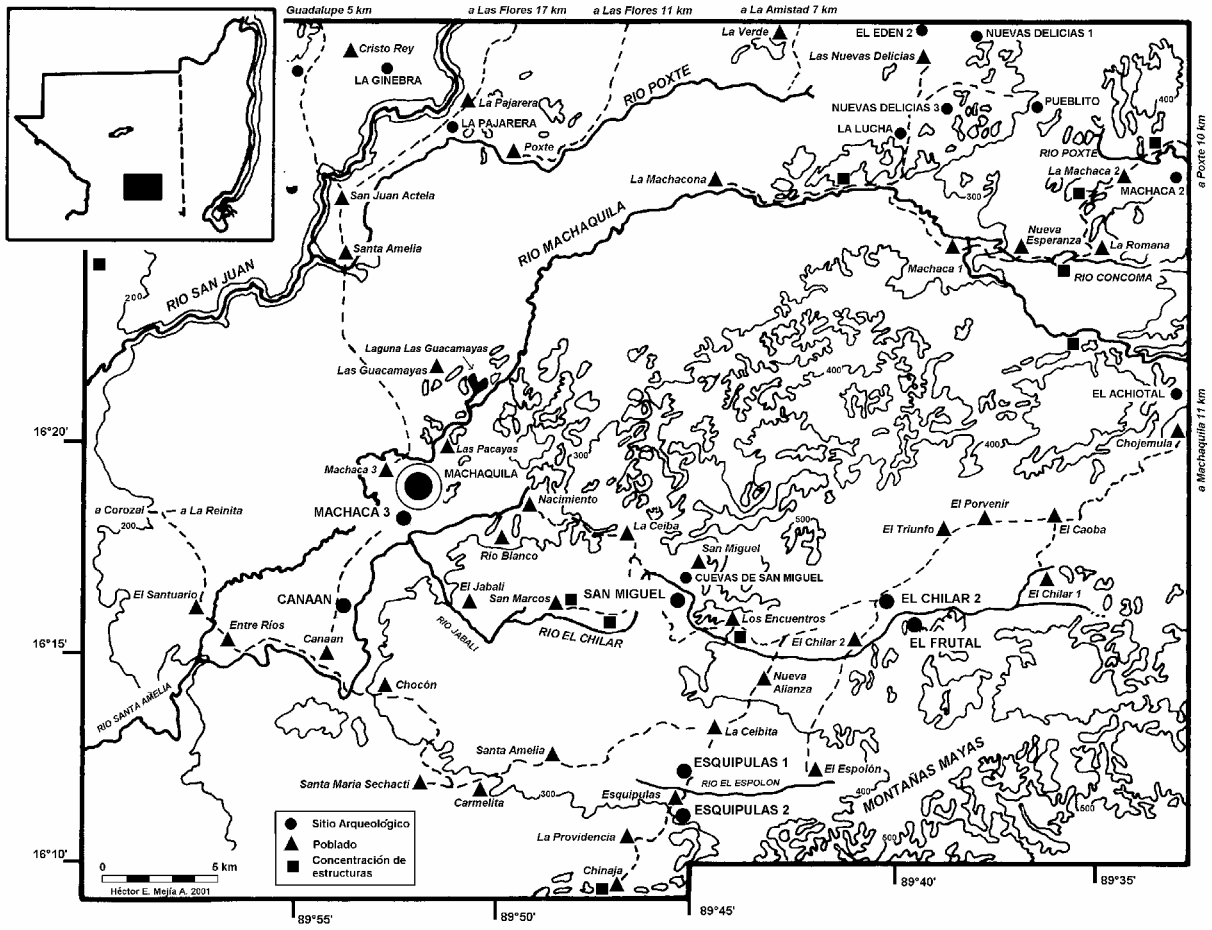 Guadalupe 5 km
a Las Flores 17 km
a Las Flores 11 km
a La Amistad 7 km
Cristo Rey
LA GINEBRA
La Verde
EL EDEN 2
NUEVAS DELICIAS 1
Las Nuevas Delicias
La Pajarera
LA PAJARERA
RIO POXTE
NUEVAS DELICIAS 3
PUEBLITO
400
LA LUCHA
Poxte
RIO POXTE
a Poxte 10 km
La Machacona
La Machaca 2
MACHACA 2
San Juan Actela
300
RIO MACHAQUILA
Santa Amelia
Nueva
Esperanza
La Romana
Machaca 1
RIO CONCOMA
RIO SAN JUAN
200
Laguna Las Guacamayas
Las Guacamayas
400
EL ACHIOTAL
a Machaquila 11 km
16°20'
Chojemula
400
Las Pacayas
300
Machaca 3
MACHAQUILA
Nacimiento
a Corozal
a La Reinita
200
MACHACA 3
500
El Porvenir
El Triunfo
El Caoba
La Ceiba
Rio Blanco
San Miguel
CUEVAS DE SAN MIGUEL
El Santuario
El Jabali
San Marcos
SAN MIGUEL
CANAAN
EL CHILAR 2
El Chilar 1
Entre Ríos
RIO JABALI
RIO EL CHILAR
Los Encuentros
El Chilar 2
EL FRUTAL
16°15'
Canaan
Chocón
Nueva
Alianza
RIO SANTA AMELIA
La Ceibita
Santa Amelia
ESQUIPULAS 1
El Espolón
MONTAÑAS MAYAS
Santa Maria Sechacti
Carmelita
300
RIO EL ESPOLON
400
Esquipulas
ESQUIPULAS 2
500
500
La Providencia
Sitio Arqueológico
Poblado
Concentración de
estructuras
16°10'
0
5 km
Héctor E. Mejía A. 2001
Chinaja
89°55'
89°50'
89°45'
89°40'
89°35'